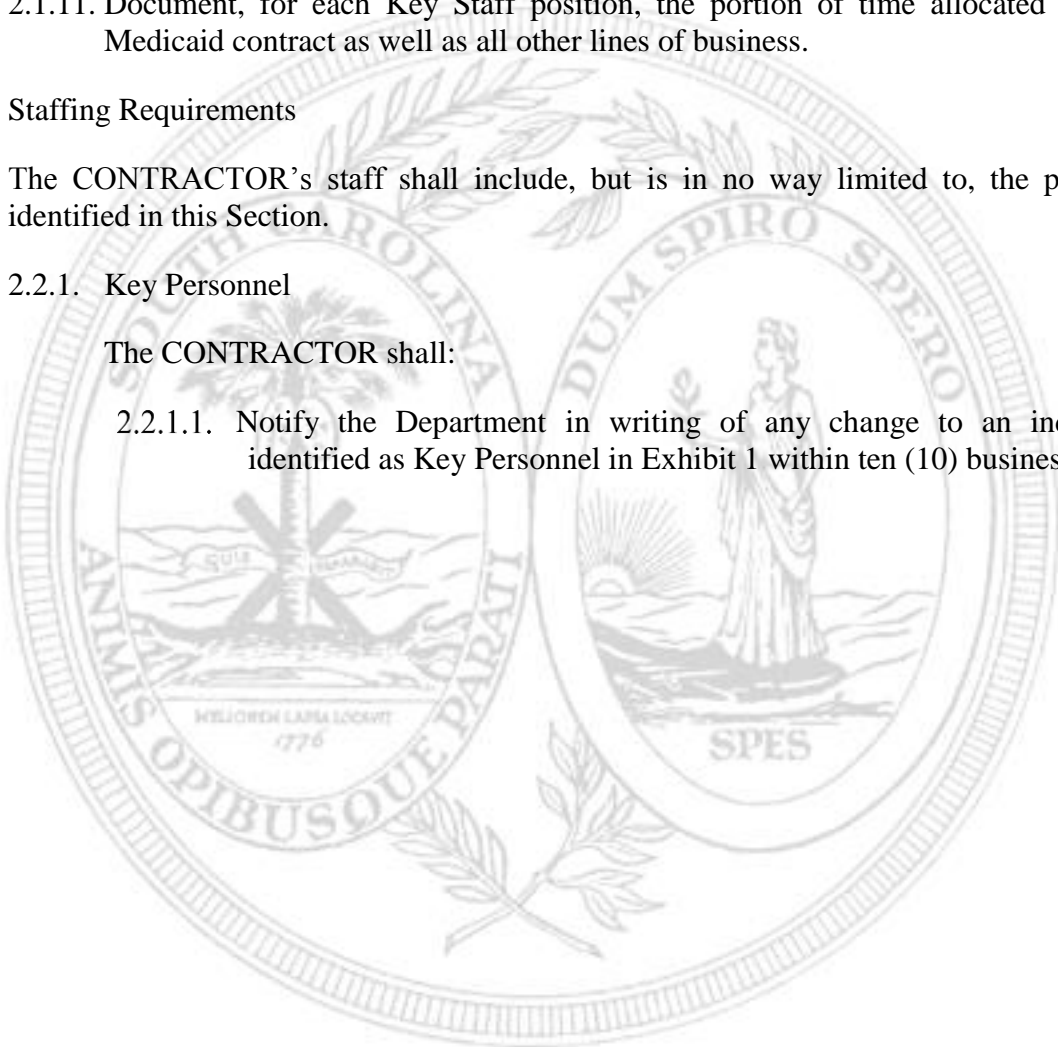 2.1.11. Document, for each Key Staff position, the portion of time allocated
Medicaid contract as well as all other lines of business.
Staffing Requirements
The CONTRACTOR's staff shall include, but is in no way limited to, the p
identified in this Section.
2.2.1. Key Personnel
The CONTRACTOR shall:
2.2.1.1. Notify the Department in writing of any change to an in
identified as Key Personnel in Exhibit 1 within ten (10) busines
SOUTH CAROLINA
DUM SPIRO SPERO
ANIMIS OPIBUSQUE PARATI
QUIS
SPES
1776